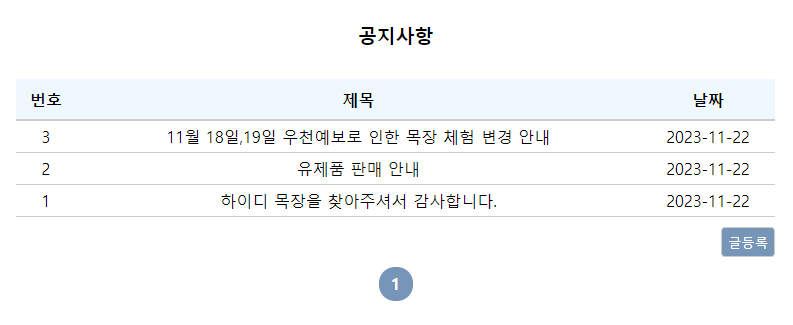 공지사항
번호 제목 날짜
3 11월 18일,19일 우천예보로 인한 목장 체험 변경 안내 2023-11-22
2 유제품 판매 안내 2023-11-22
1 하이디 목장을 찾아주셔서 감사합니다. 2023-11-22
글등록
1